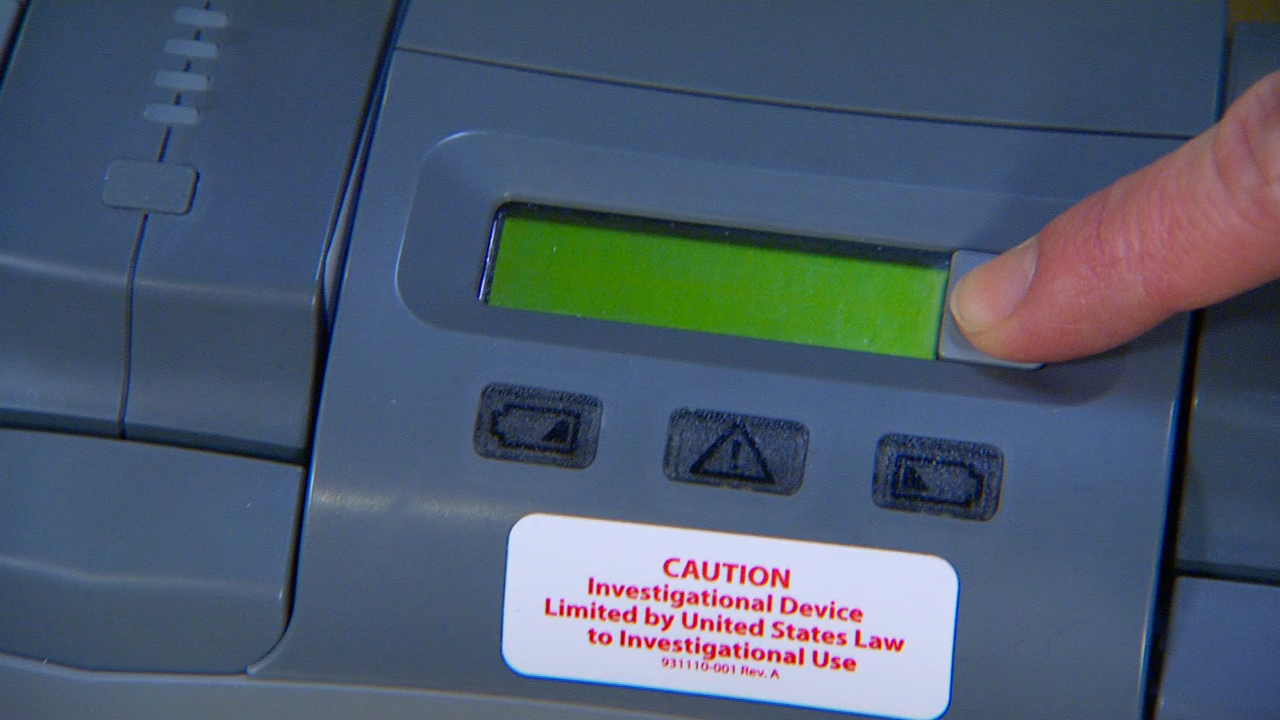 CAUTION
Investigational Device
Limited by United States Law
to Investigational Use
931110-001 Rev. A